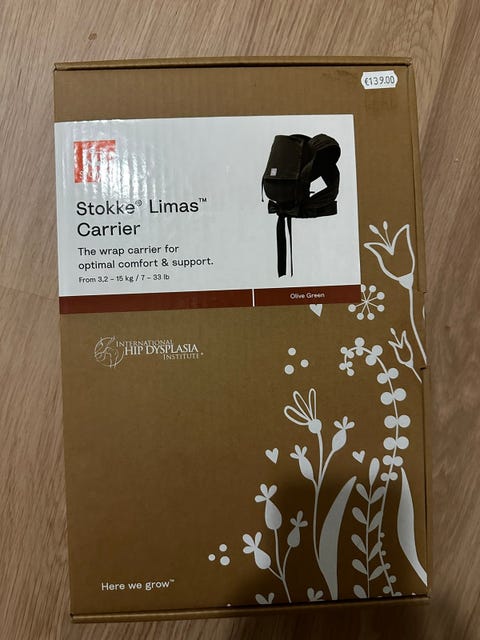 €139.00
STOKKE
Stokke® Limas™
Carrier
The wrap carrier for
optimal comfort & support.
From 3,2 – 15 kg / 7 – 33 lb
Olive Green
INTERNATIONAL
HIP DYSPLASIA
INSTITUTE®
Here we grow™